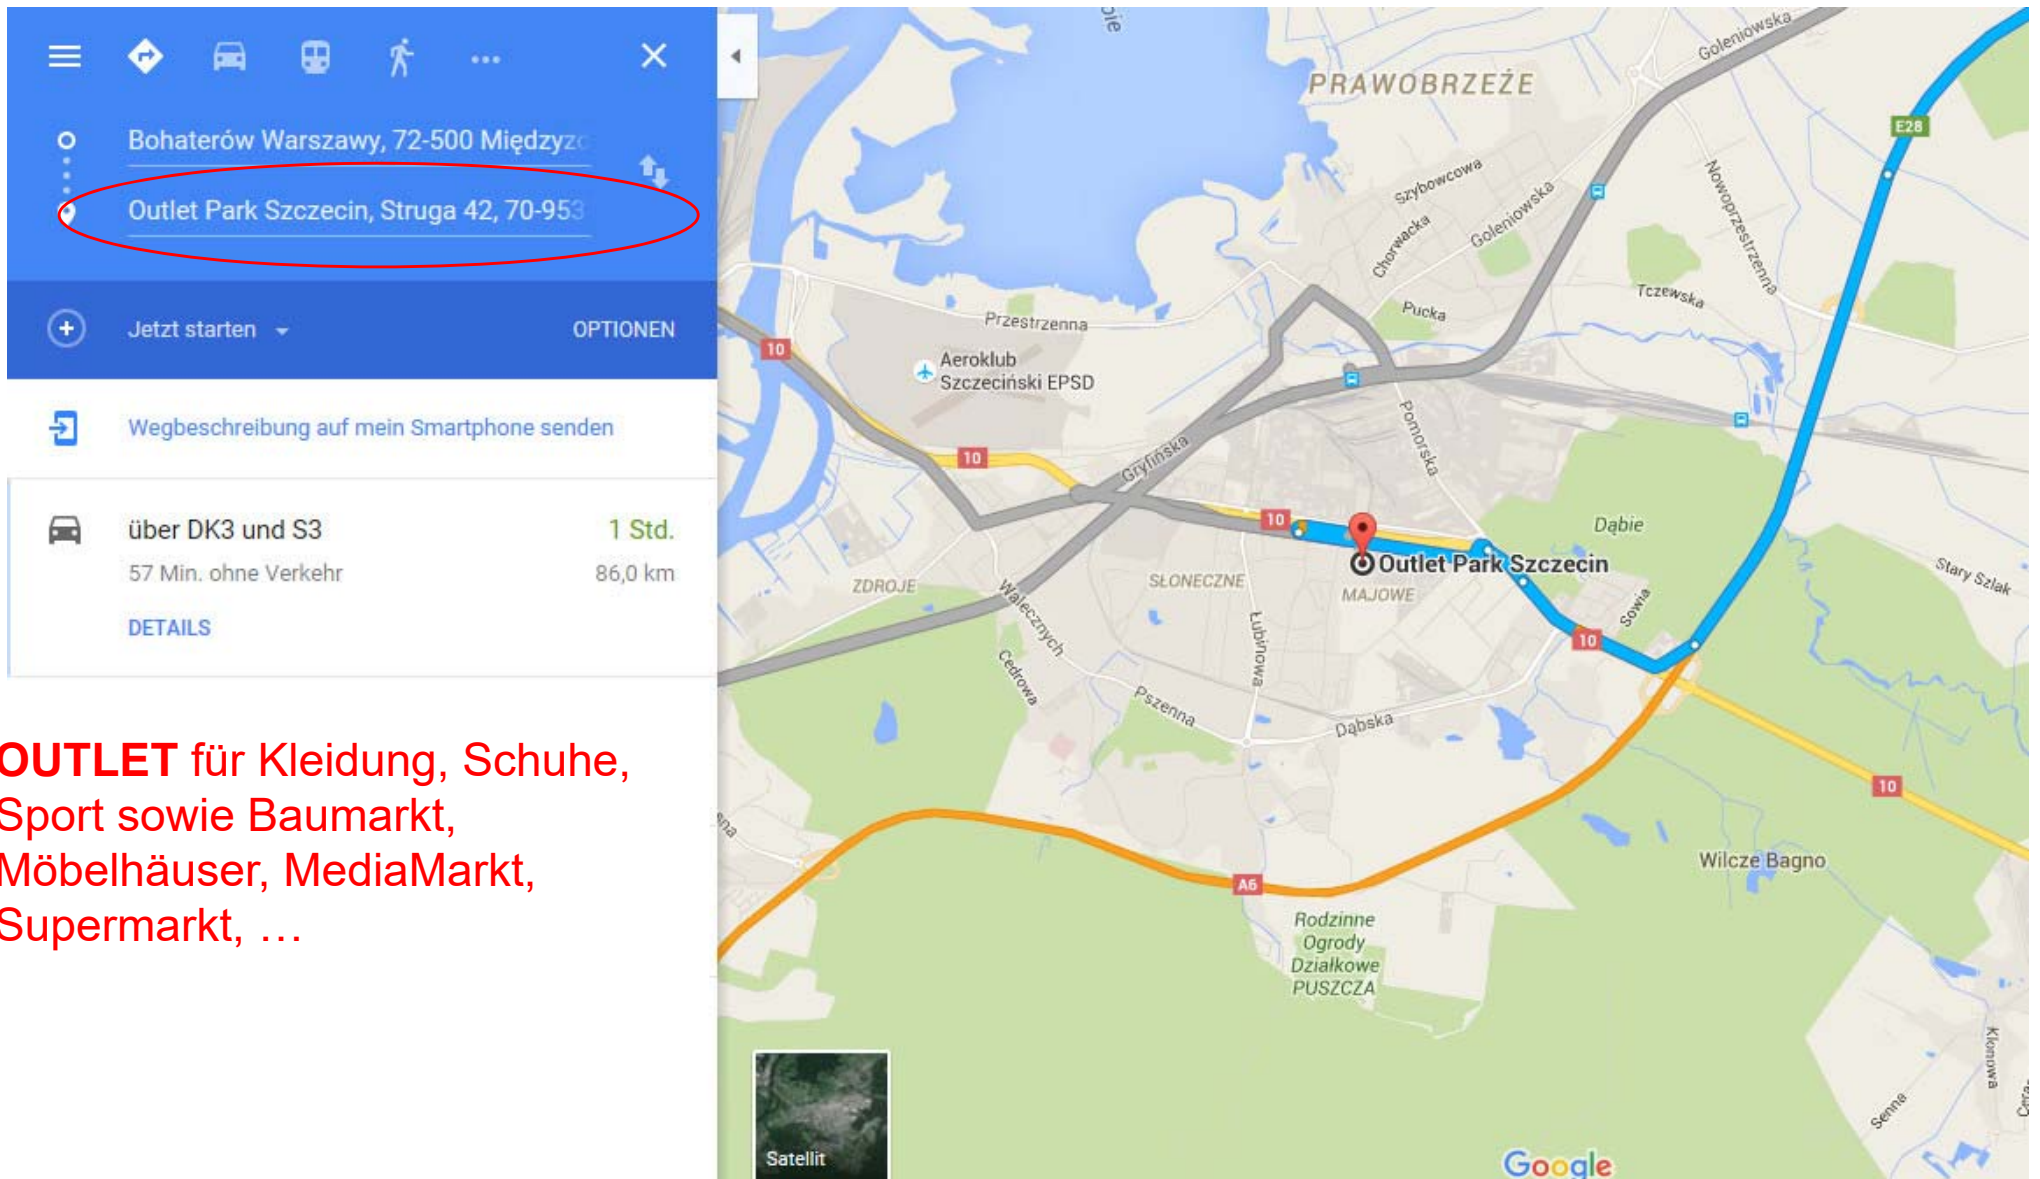 Bohaterów Warszawy, 72-500 Międzyzo
Outlet Park Szczecin, Struga 42, 70-953
Jetzt starten
OPTIONEN
Wegbeschreibung auf mein Smartphone senden
über DK3 und S3
1 Std.
57 Min. ohne Verkehr
86,0 km
DETAILS
OUTLET für Kleidung, Schuhe,
Sport sowie Baumarkt,
Möbelhäuser, MediaMarkt,
Supermarkt, …
PRAWOBRZEŻE
Goleniowska
E28
Szybowcowa
Nowoprzestrzenna
Chorwacka
Goleniowska
Tczewska
Pucka
Przestrzenna
10
Aeroklub
Szczeciński EPSD
Pomorska
Gryfińska
10
10
Dąbie
Outlet Park Szczecin
Stary Szlak
ZDROJE
SŁONECZNE
MAJOWE
Walecznych
Łubinowa
Sowia
10
Cedrowa
Pszenna
Dąbska
10
Wilcze Bagno
A6
Rodzinne
Ogrody
Działkowe
PUSZCZA
Klonowa
Senna
Satellit
Google